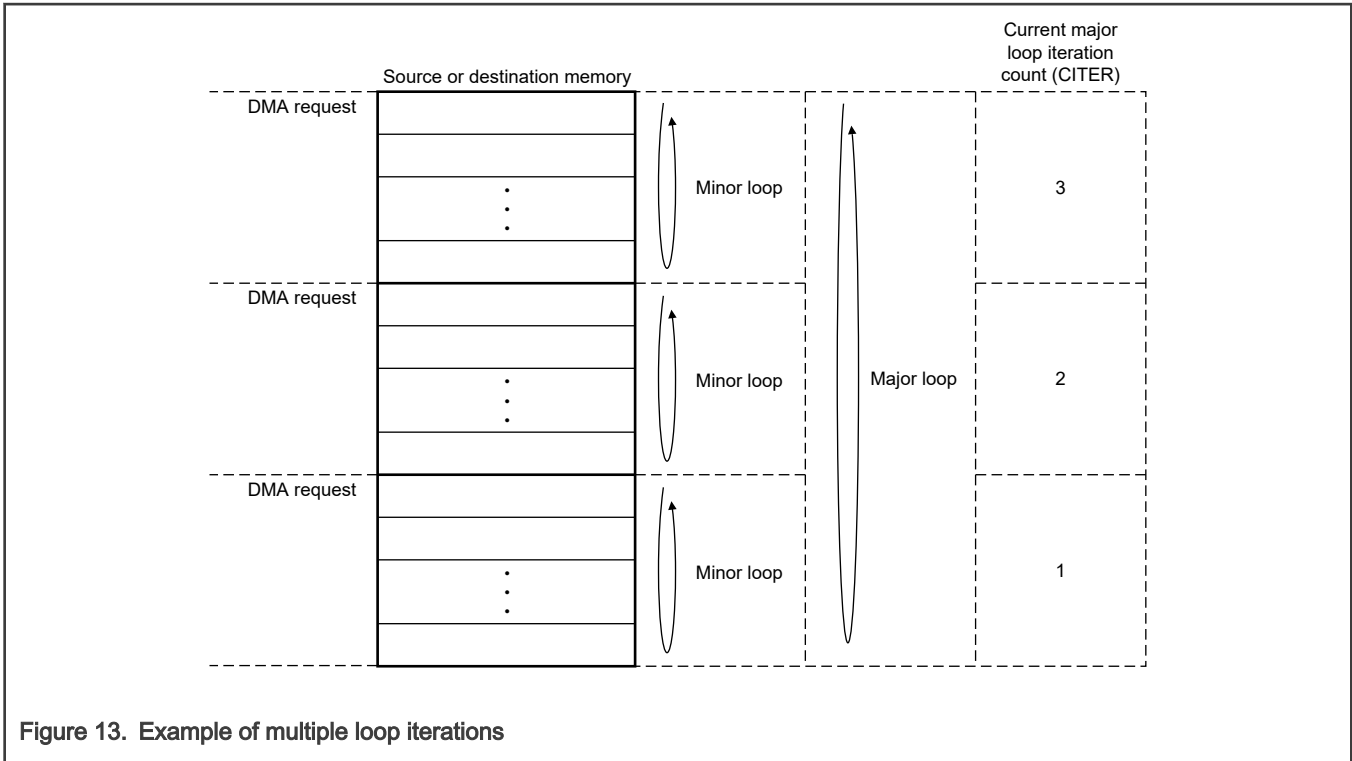 Current major
loop iteration
count (CITER)
Source or destination memory
DMA request
Minor loop
3
DMA request
Minor loop
Major loop
2
DMA request
Minor loop
1
Figure 13. Example of multiple loop iterations